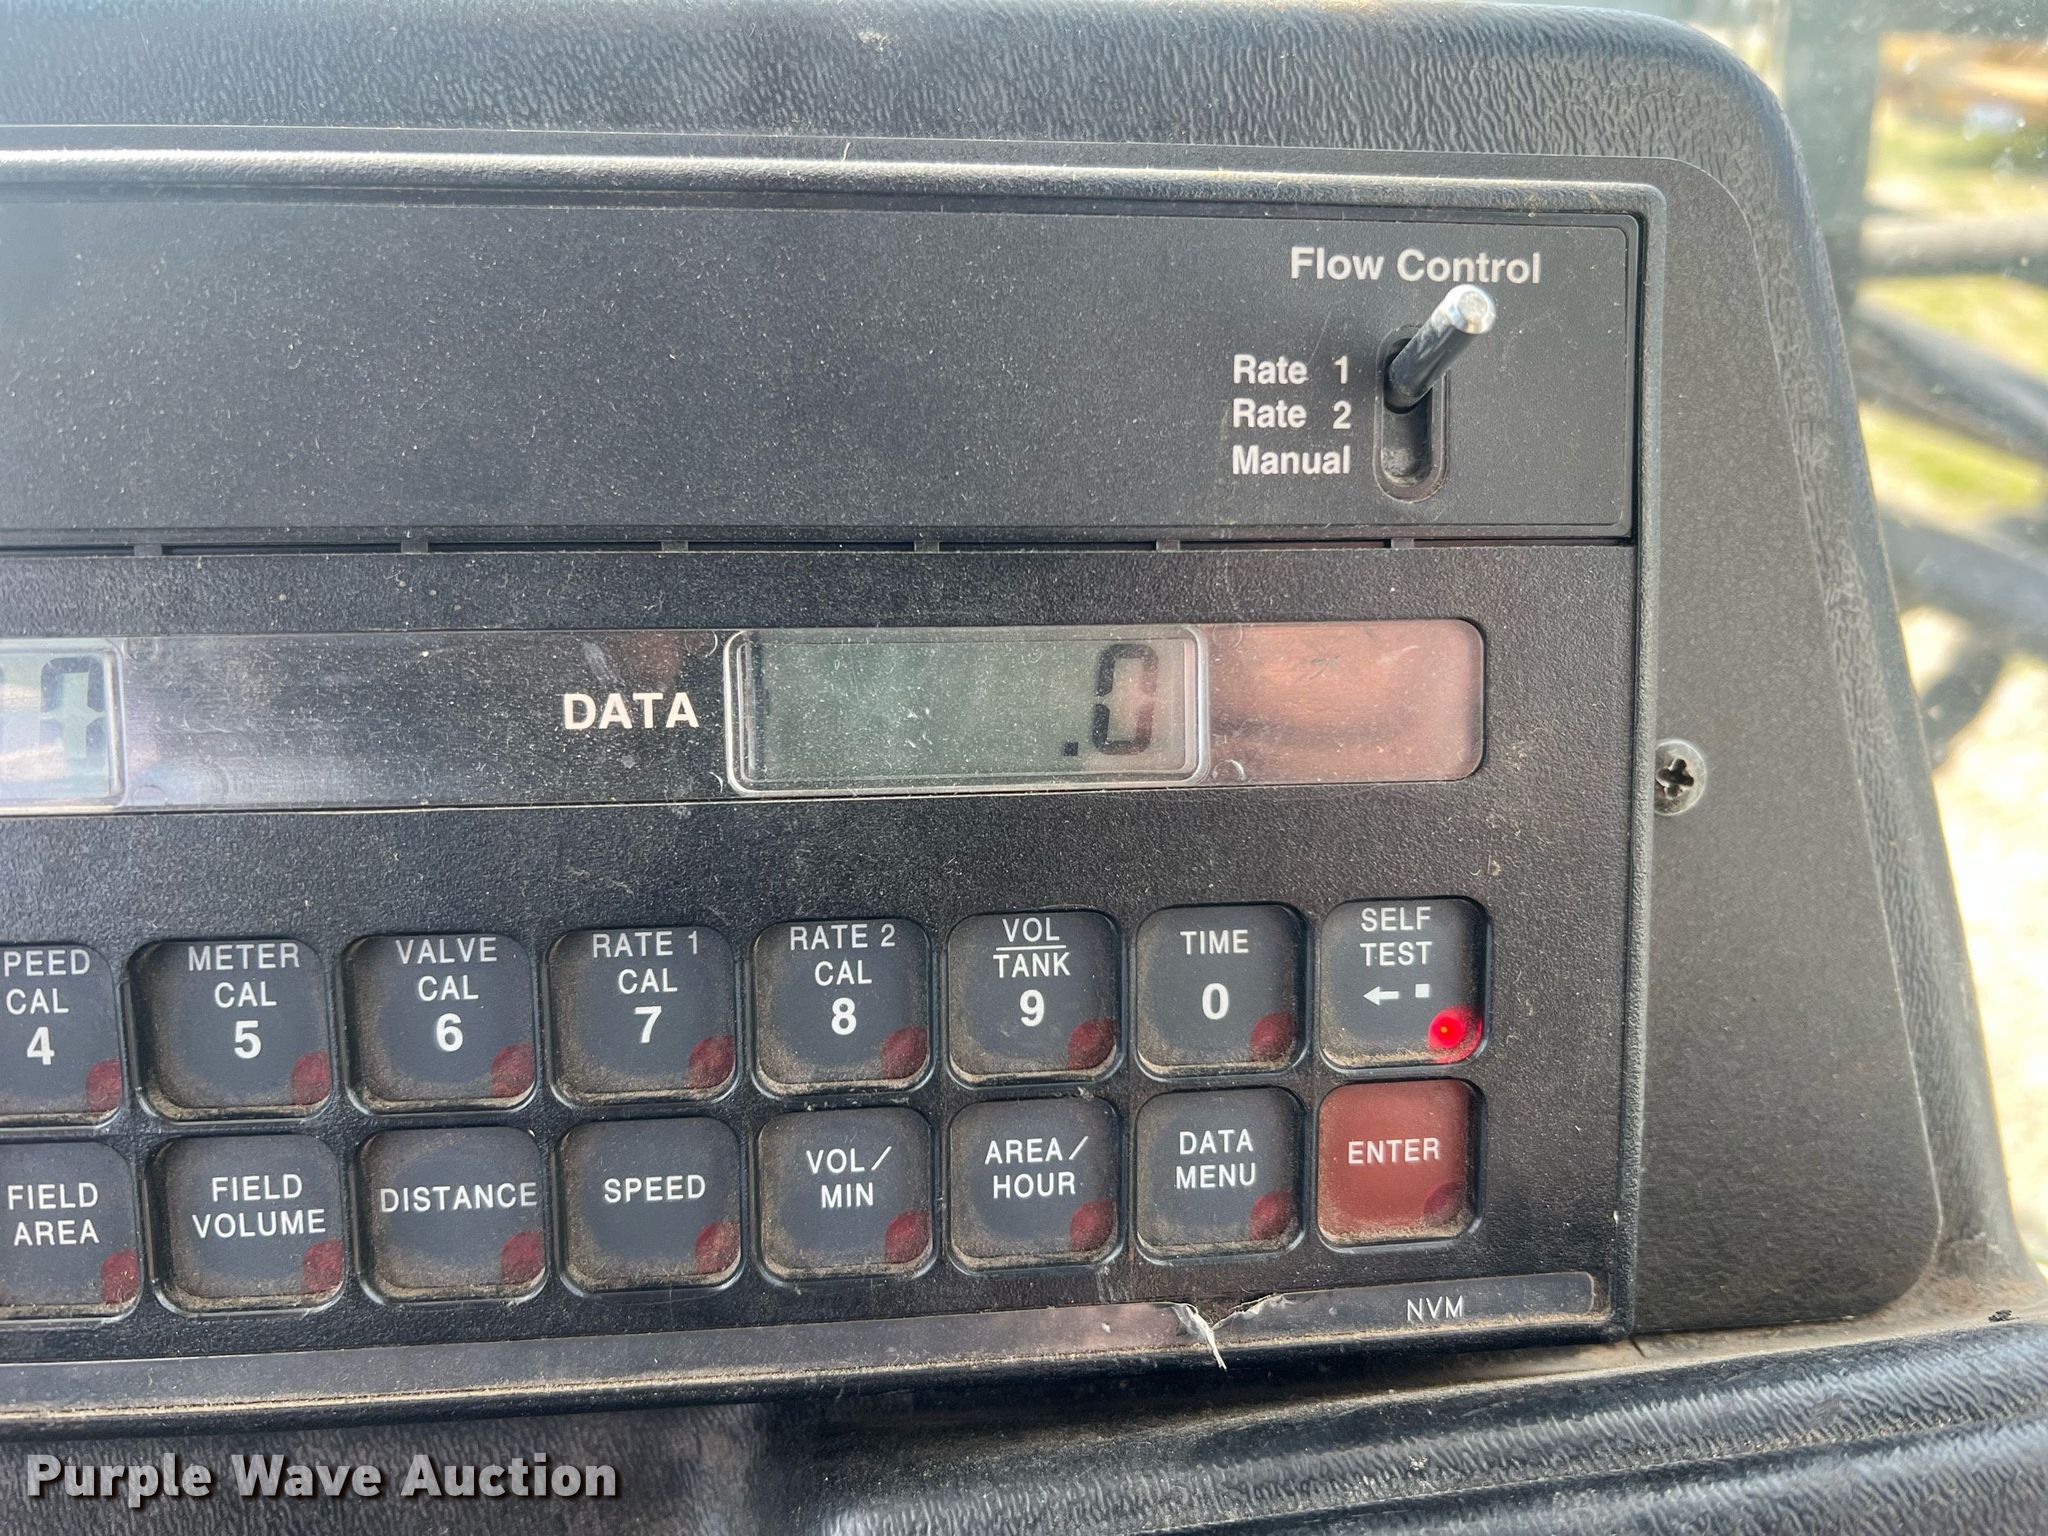 Flow Control
Rate 1
Rate 2
Manual
DATA
.0
PEED
CAL
4
METER
CAL
5
VALVE
CAL
6
RATE 1
CAL
7
RATE 2
CAL
8
VOL
TANK
9
TIME
0
SELF
TEST
← ▪
FIELD
AREA
FIELD
VOLUME
DISTANCE
SPEED
VOL/
MIN
AREA/
HOUR
DATA
MENU
ENTER
NVM
Purple Wave Auction